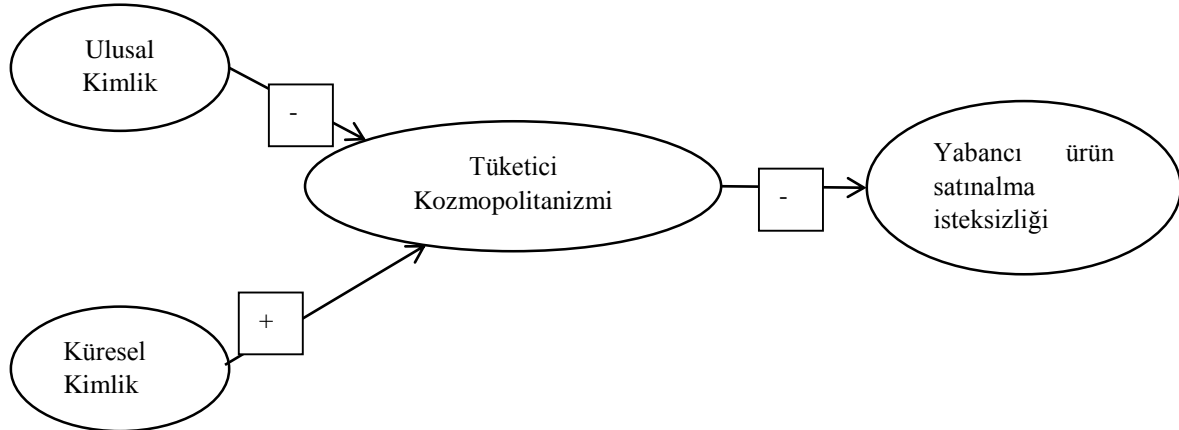 Ulusal
Kimlik
-
Tüketici
Kozmopolitanizmi
-
Yabancı ürün
satınalma
isteksizliği
+
Küresel
Kimlik